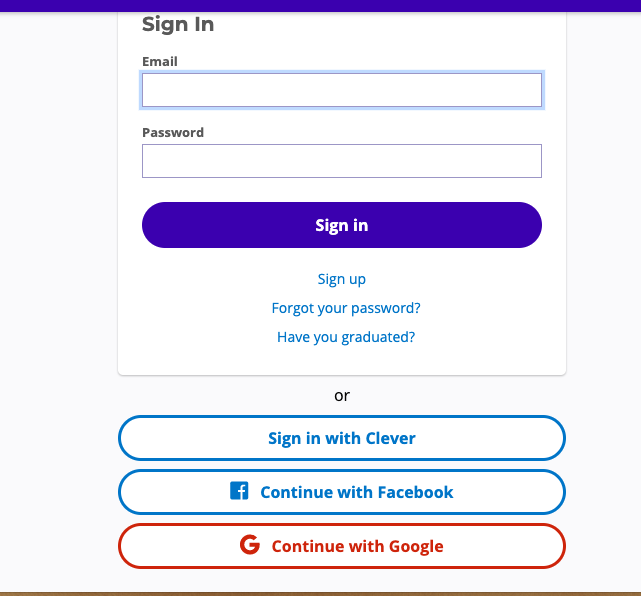 Sign In
Email
Password
Sign in
Sign up
Forgot your password?
Have you graduated?
or
Sign in with Clever
Continue with Facebook
Continue with Google